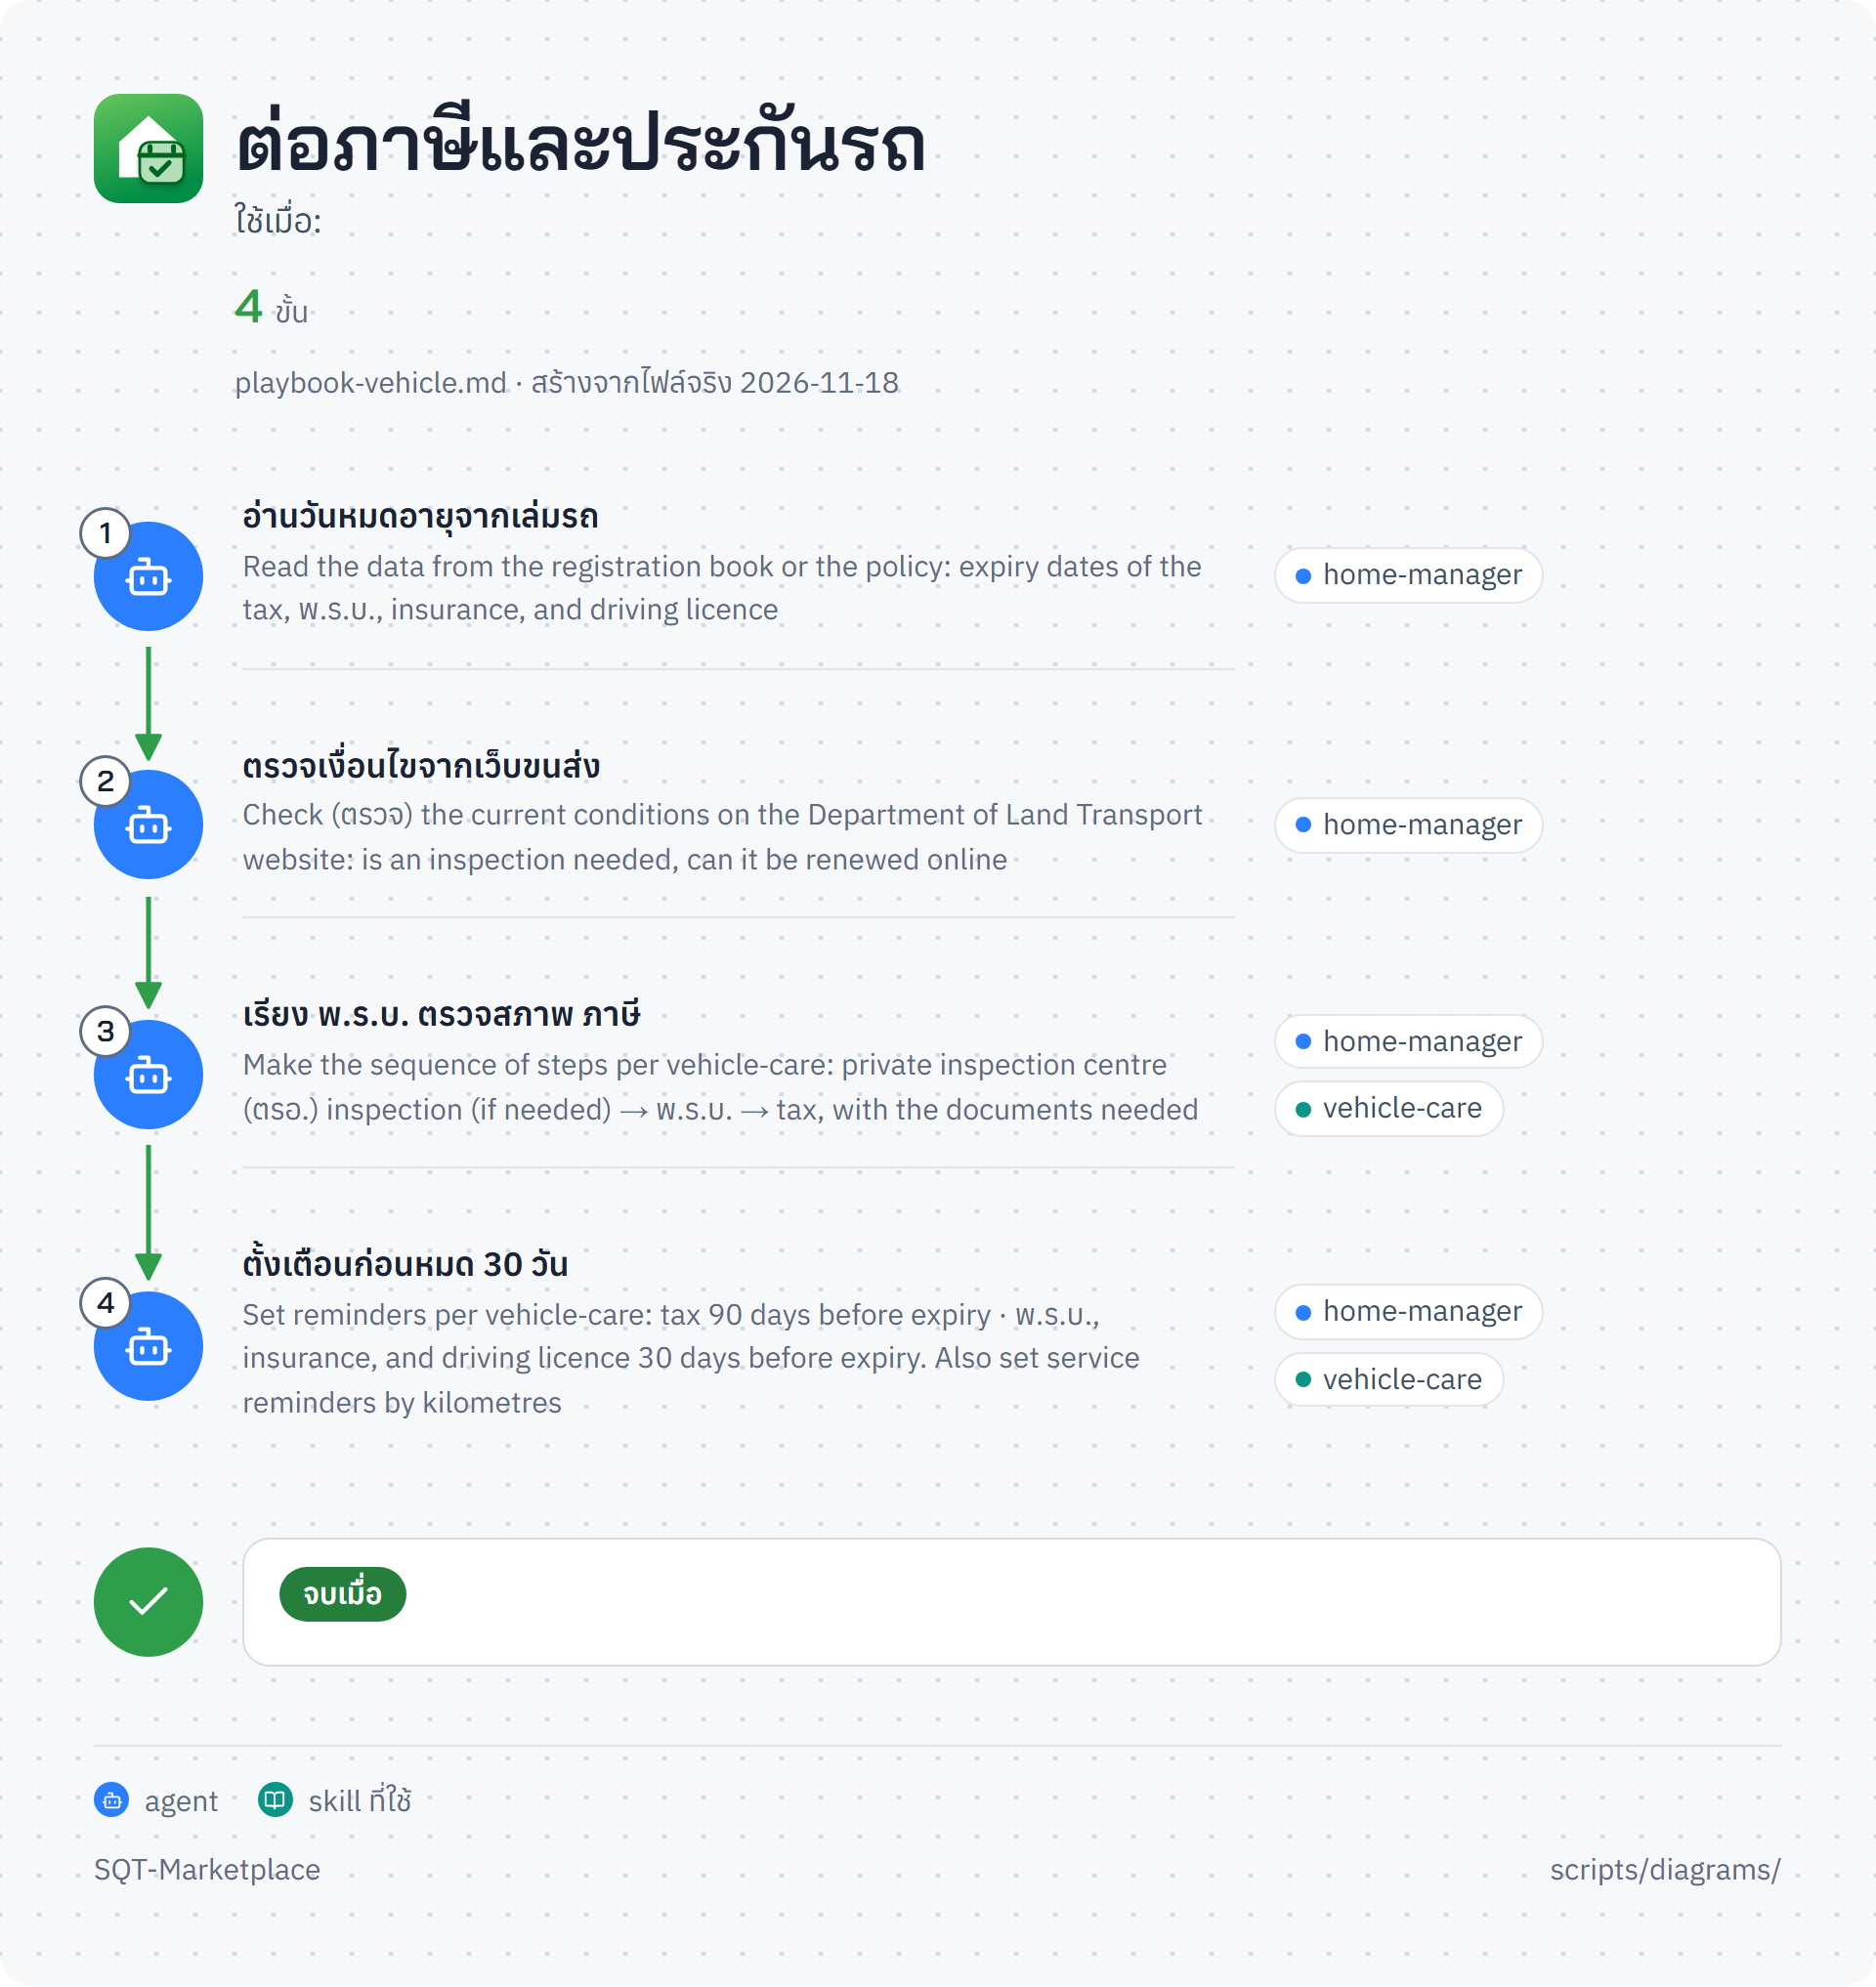 ต่อภาษีและประกันรถ
ใช้เมื่อ:
4 ขั้น
playbook-vehicle.md · สร้างจากไฟล์จริง 2026-11-18
1
อ่านวันหมดอายุจากเล่มรถ
Read the data from the registration book or the policy: expiry dates of the
tax, พ.ร.บ., insurance, and driving licence
home-manager
2
ตรวจเงื่อนไขจากเว็บขนส่ง
Check (ตรวจ) the current conditions on the Department of Land Transport
website: is an inspection needed, can it be renewed online
home-manager
3
เรียง พ.ร.บ. ตรวจสภาพ ภาษี
Make the sequence of steps per vehicle-care: private inspection centre
(ตรอ.) inspection (if needed) → พ.ร.บ. → tax, with the documents needed
home-manager
vehicle-care
4
ตั้งเตือนก่อนหมด 30 วัน
Set reminders per vehicle-care: tax 90 days before expiry · พ.ร.บ.,
insurance, and driving licence 30 days before expiry. Also set service
reminders by kilometres
home-manager
vehicle-care
จบเมื่อ
agent
skill ที่ใช้
SQT-Marketplace
scripts/diagrams/